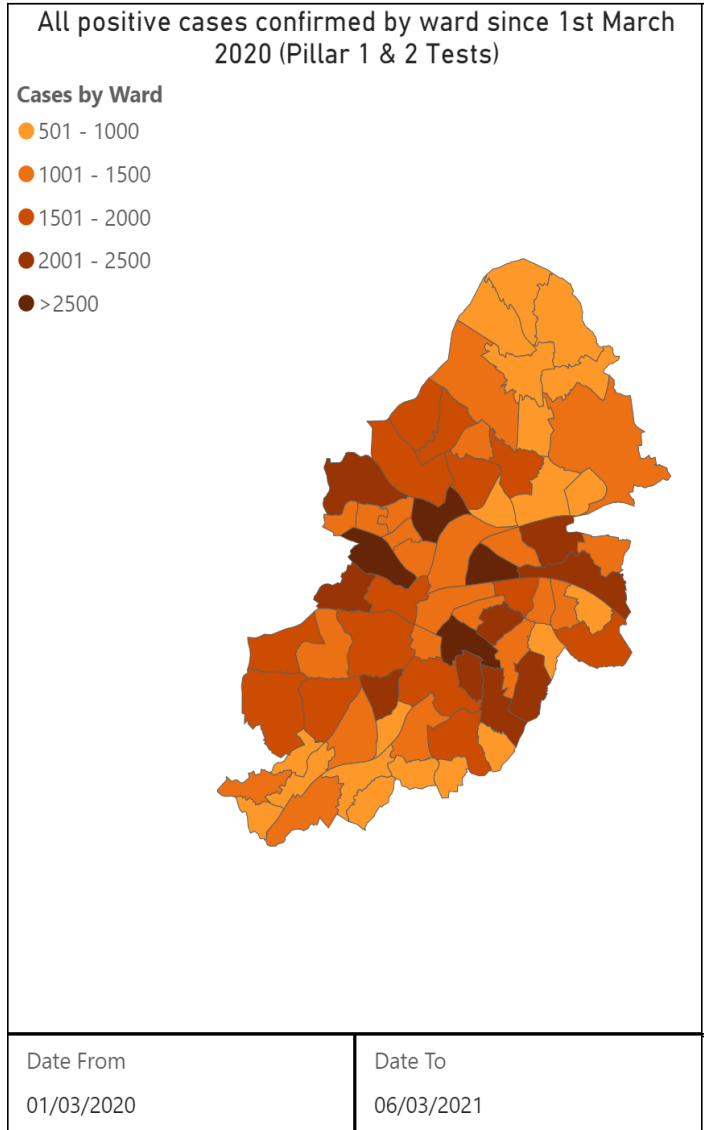 All positive cases confirmed by ward since 1st March
2020 (Pillar 1 & 2 Tests)
Cases by Ward
501 - 1000
1001 - 1500
1501 - 2000
2001 - 2500
>2500
Date From
01/03/2020
Date To
06/03/2021